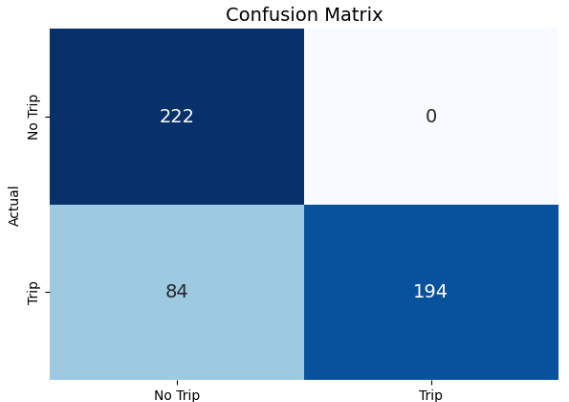 Confusion Matrix
No Trip
222
0
Actual
Trip
84
194
No Trip
Trip